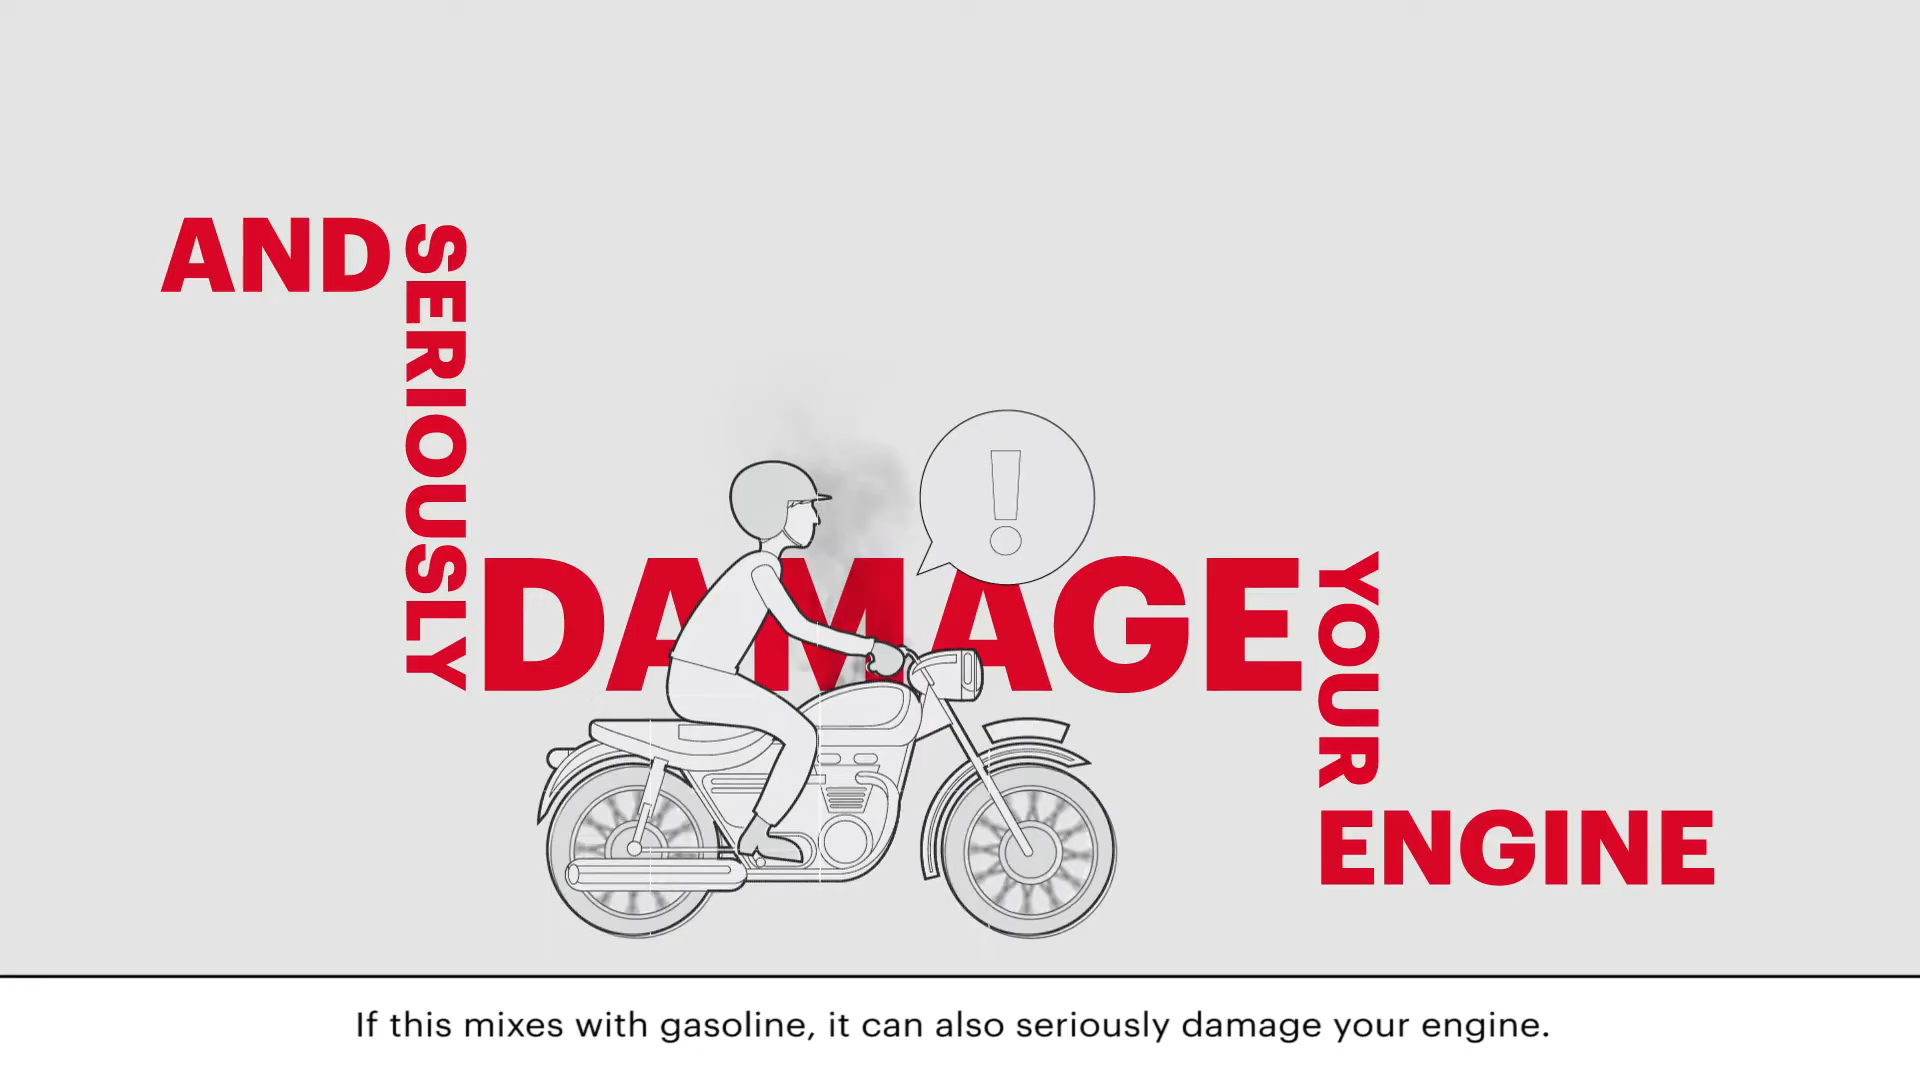 AND
SERIOUSLY
DAMAGE
YOUR
ENGINE
!
If this mixes with gasoline, it can also seriously damage your engine.